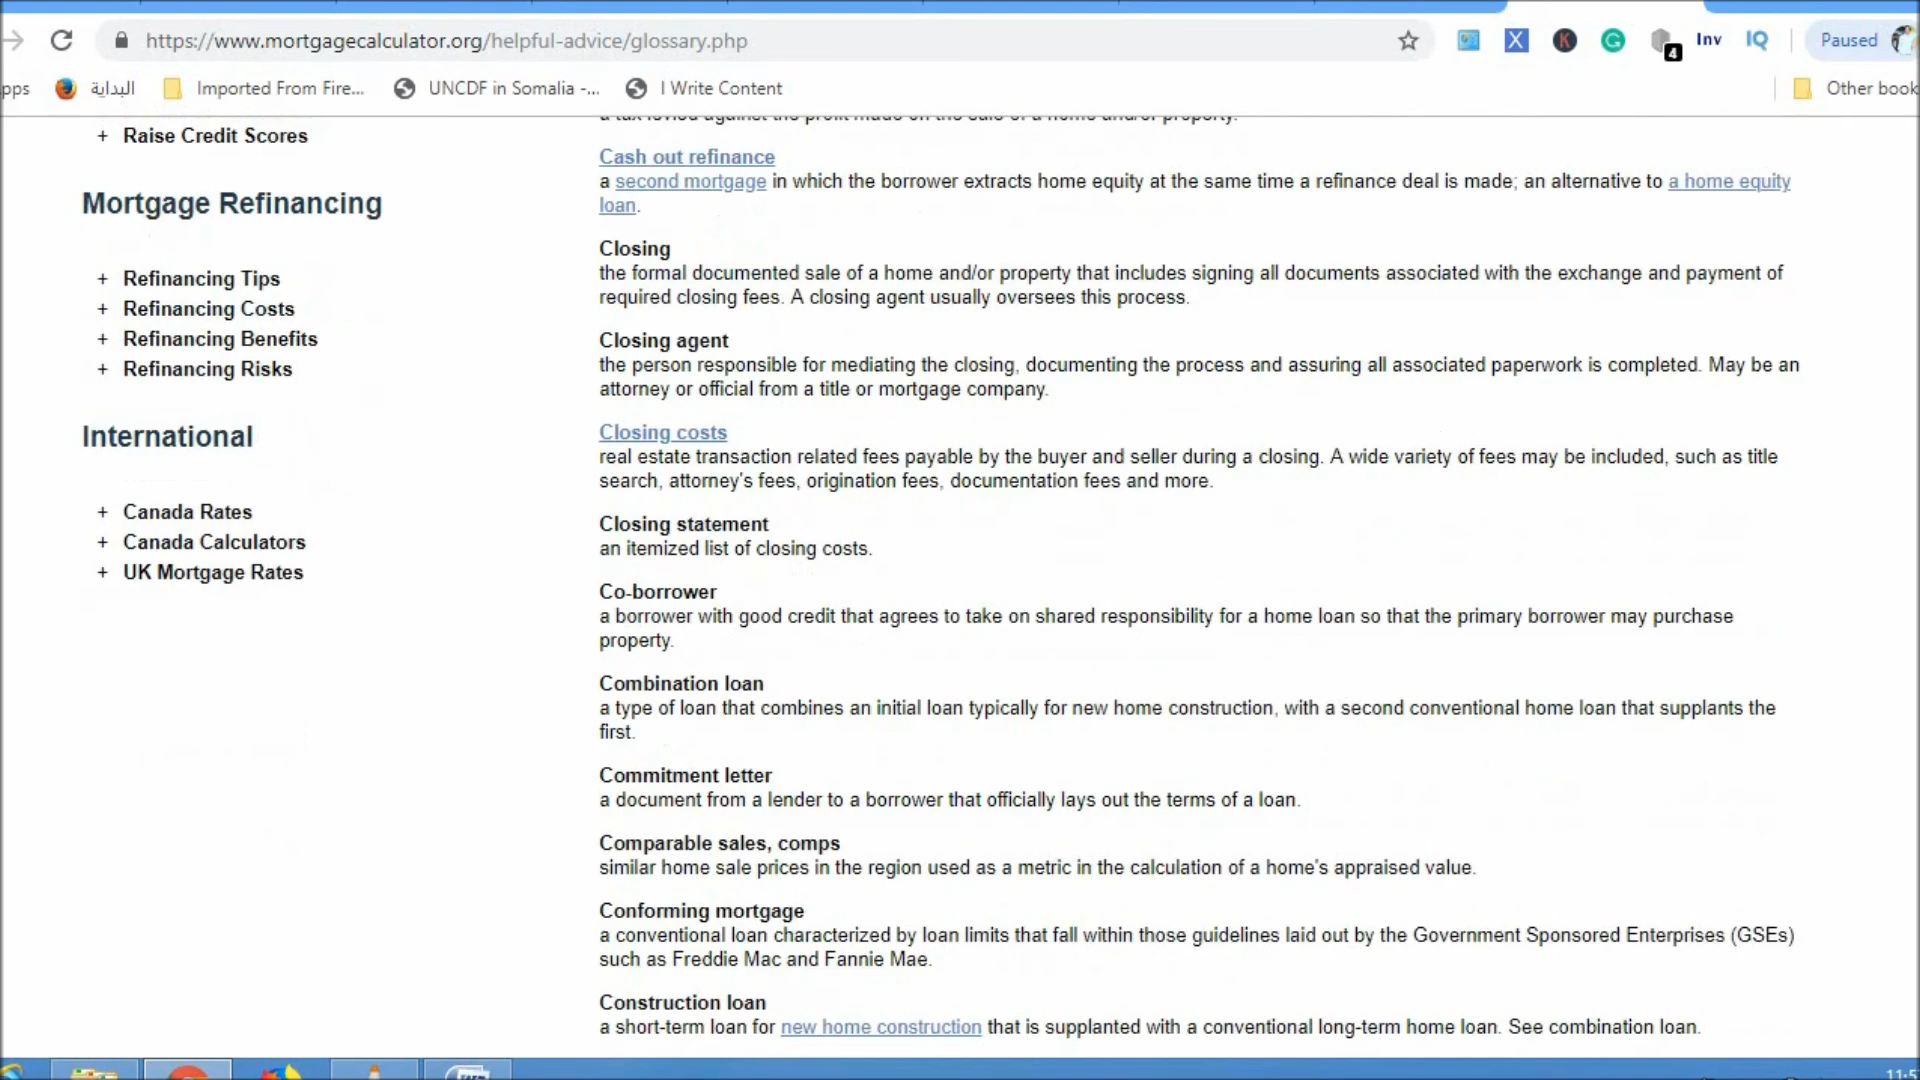 https://www.mortgagecalculator.org/helpful-advice/glossary.php
4
Inv
IQ
Paused
البداية
Imported From Fire...
UNCDF in Somalia -...
I Write Content
Other book
+ Raise Credit Scores
Mortgage Refinancing
+ Refinancing Tips
+ Refinancing Costs
+ Refinancing Benefits
+ Refinancing Risks
International
+ Canada Rates
+ Canada Calculators
+ UK Mortgage Rates
a tax levied against the profit made on the sale of a home and/or property.
Cash out refinance
a second mortgage in which the borrower extracts home equity at the same time a refinance deal is made; an alternative to a home equity
loan.
Closing
the formal documented sale of a home and/or property that includes signing all documents associated with the exchange and payment of
required closing fees. A closing agent usually oversees this process.
Closing agent
the person responsible for mediating the closing, documenting the process and assuring all associated paperwork is completed. May be an
attorney or official from a title or mortgage company.
Closing costs
real estate transaction related fees payable by the buyer and seller during a closing. A wide variety of fees may be included, such as title
search, attorney's fees, origination fees, documentation fees and more.
Closing statement
an itemized list of closing costs.
Co-borrower
a borrower with good credit that agrees to take on shared responsibility for a home loan so that the primary borrower may purchase
property.
Combination loan
a type of loan that combines an initial loan typically for new home construction, with a second conventional home loan that supplants the
first.
Commitment letter
a document from a lender to a borrower that officially lays out the terms of a loan.
Comparable sales, comps
similar home sale prices in the region used as a metric in the calculation of a home's appraised value.
Conforming mortgage
a conventional loan characterized by loan limits that fall within those guidelines laid out by the Government Sponsored Enterprises (GSEs)
such as Freddie Mac and Fannie Mae.
Construction loan
a short-term loan for new home construction that is supplanted with a conventional long-term home loan. See combination loan.